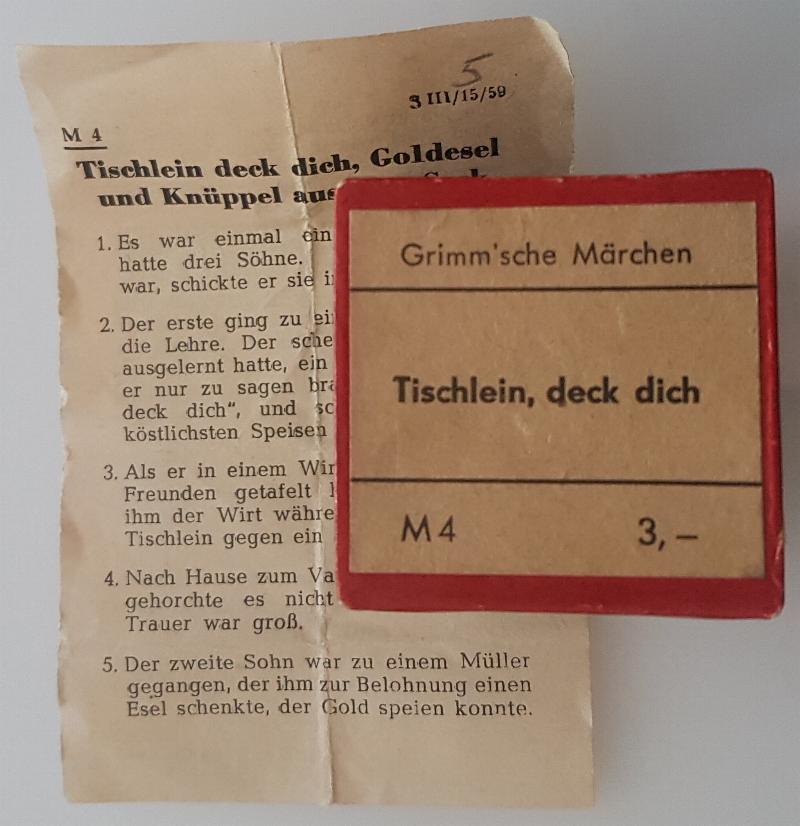 5
S III/15/59
M 4
Tischlein deck dich, Goldesel
und Knüppel aus
1. Es war einmal ein
hatte drei Söhne.
war, schickte er sie
2. Der erste ging zu
die Lehre. Der
ausgelernt hatte, ein
er nur zu sagen
deck dich“, und
köstlichsten Speisen
3. Als er in einem
Freunden getafelt
ihm der Wirt
Tischlein gegen ein
4. Nach Hause zum
gehorchte es nicht
Trauer war groß.
5. Der zweite Sohn war zu einem Müller
gegangen, der ihm zur Belohnung einen
Esel schenkte, der Gold speien konnte.
Grimm'sche Märchen
Tischlein, deck dich
M 4 3,–